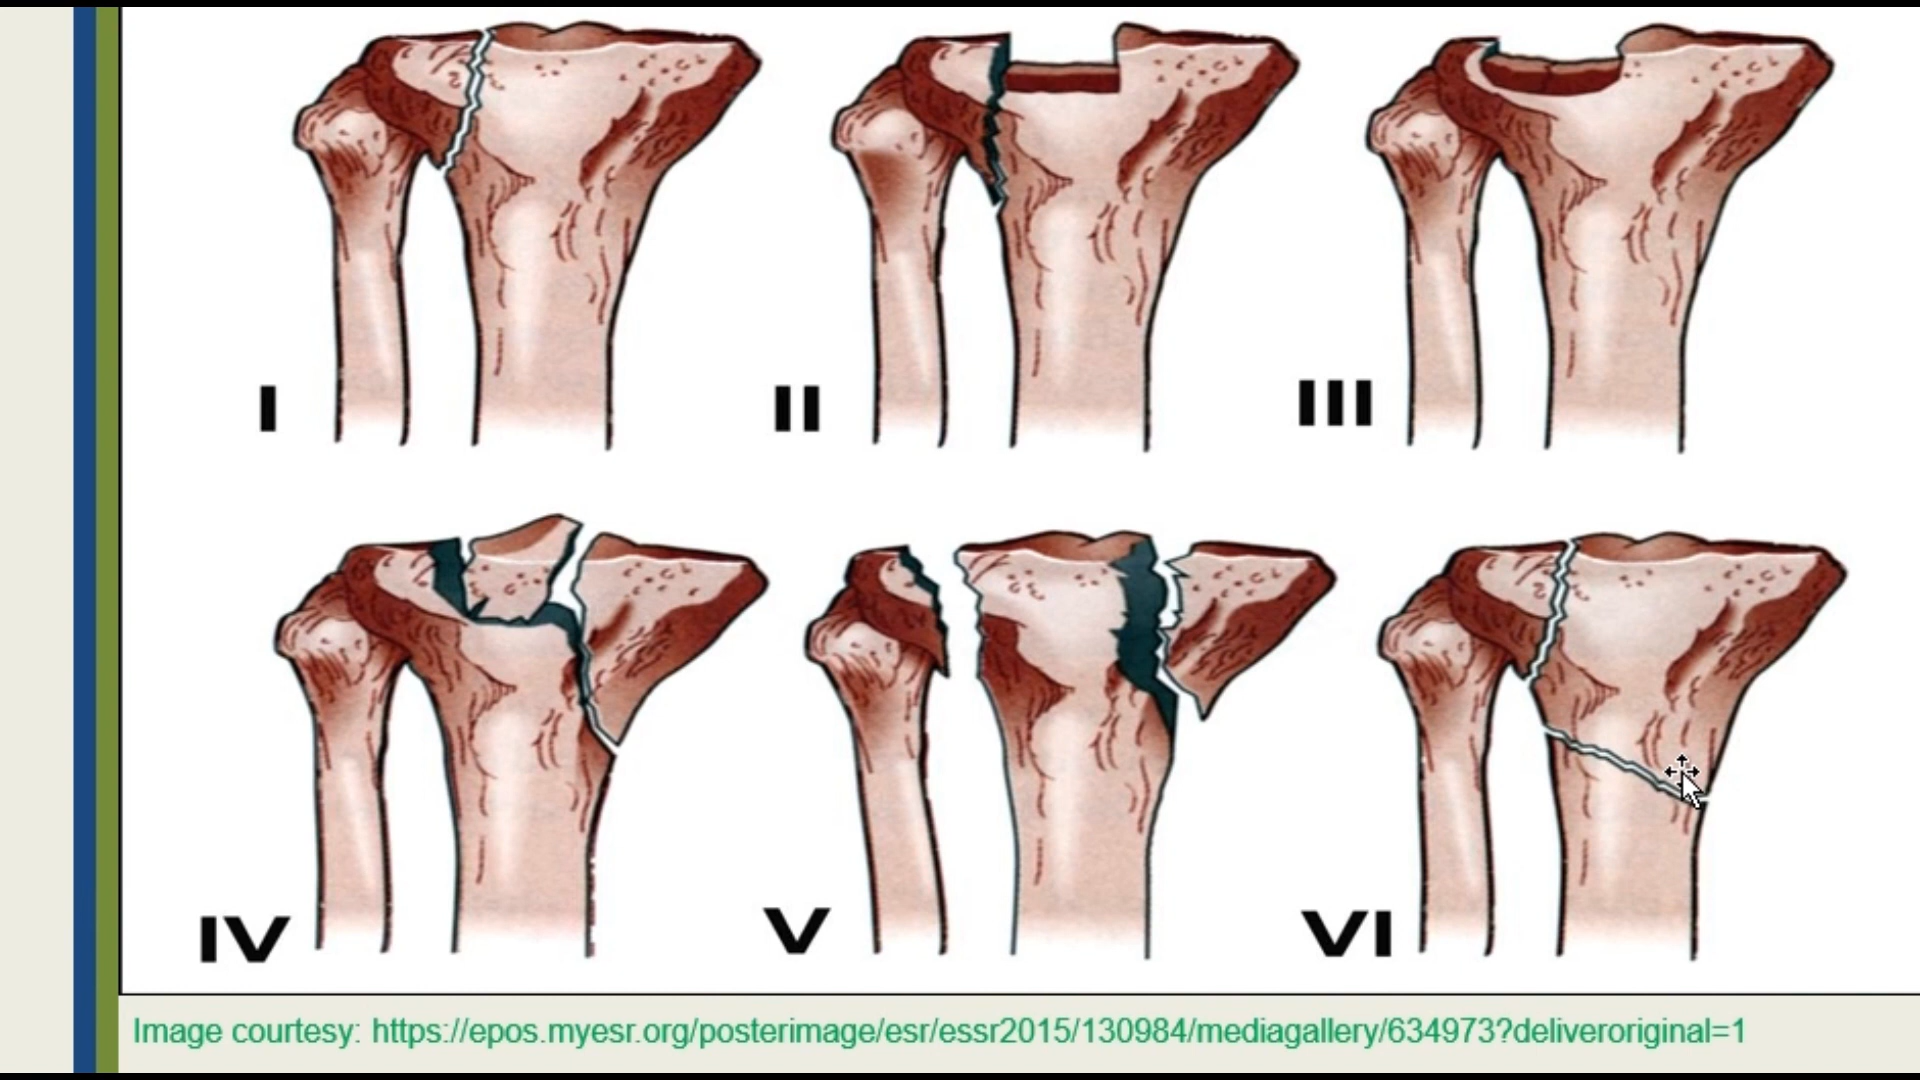 I
II
III
IV
V
VI
Image courtesy: https://epos.myesr.org/posterimage/esr/essr2015/130984/mediagallery/634973?deliveroriginal=1